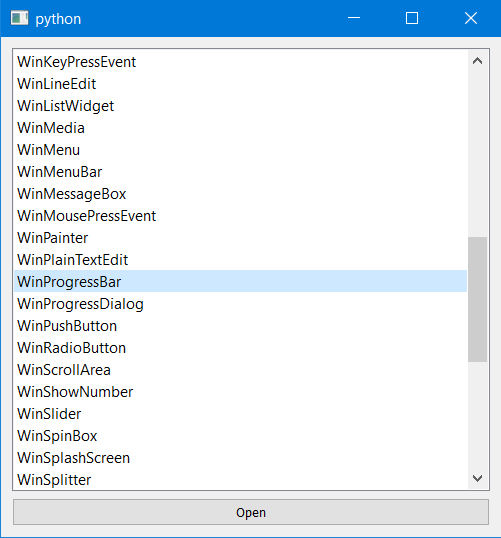 python
WinKeyPressEvent
WinLineEdit
WinListWidget
WinMedia
WinMenu
WinMenuBar
WinMessageBox
WinMousePressEvent
WinPainter
WinPlainTextEdit
WinProgressBar
WinProgressDialog
WinPushButton
WinRadioButton
WinScrollArea
WinShowNumber
WinSlider
WinSpinBox
WinSplashScreen
WinSplitter
Open